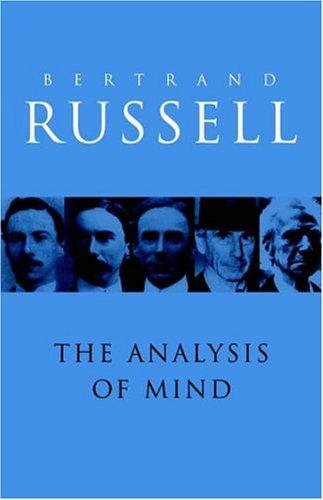 BERTRAND
RUSSELL
THE ANALYSIS
OF MIND